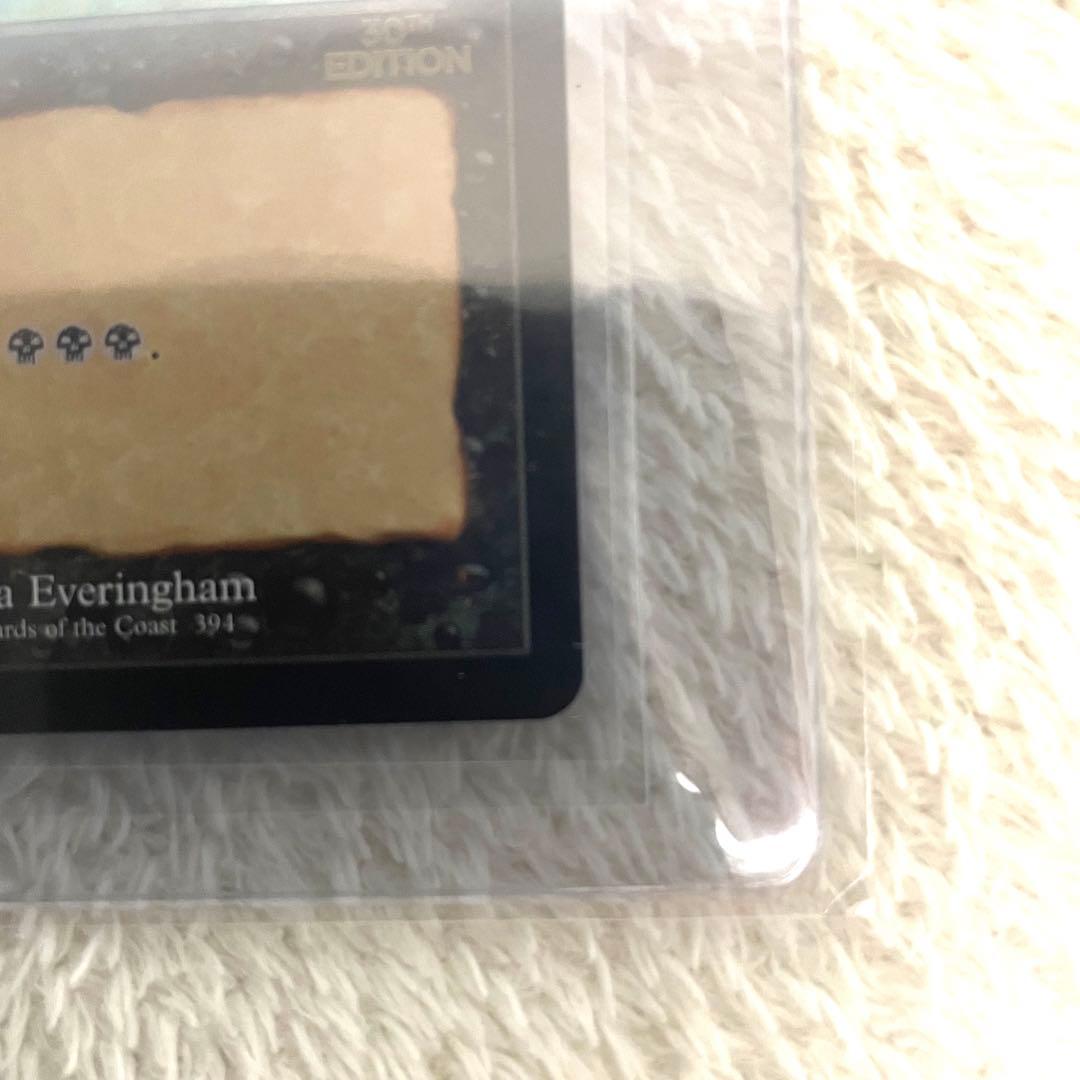 30TH
EDITION
.
a Everingham
ards of the Coast 394